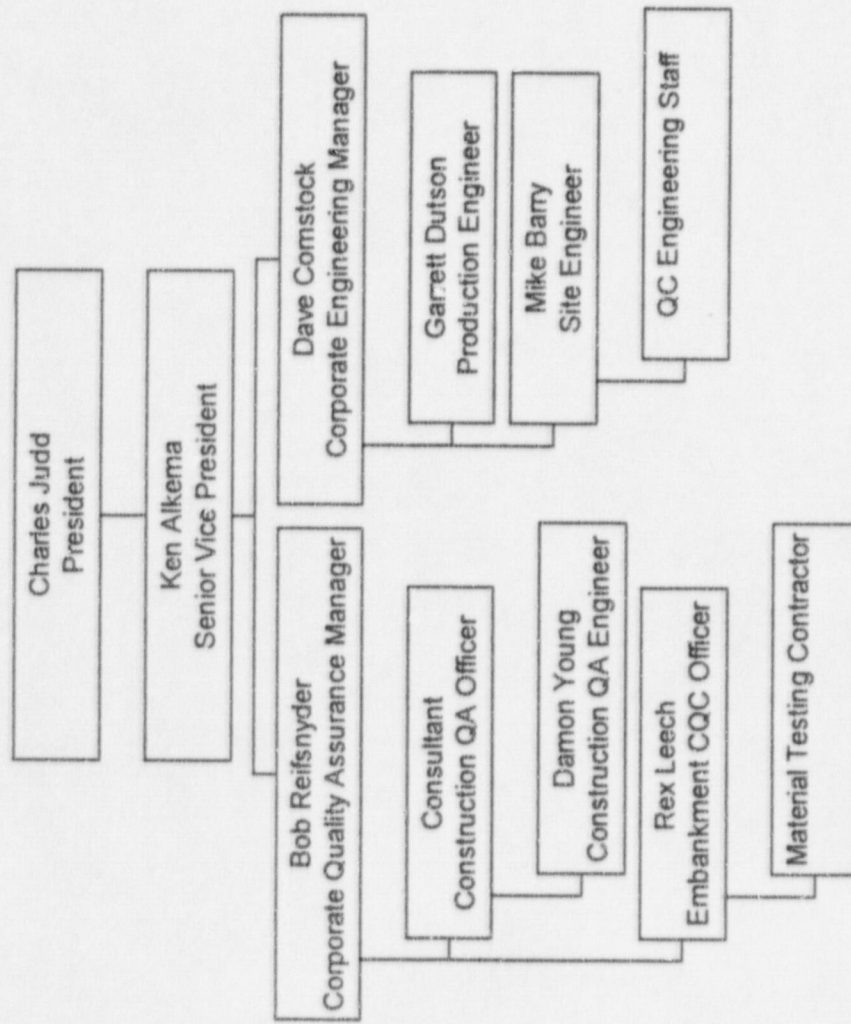 Charles Judd
President
Ken Alkema
Senior Vice President
Bob Reifsnyder
Corporate Quality Assurance Manager
Dave Comstock
Corporate Engineering Manager
Consultant
Construction QA Officer
Damon Young
Construction QA Engineer
Rex Leech
Embankment CQC Officer
Material Testing Contractor
Garrett Dutson
Production Engineer
Mike Barry
Site Engineer
QC Engineering Staff